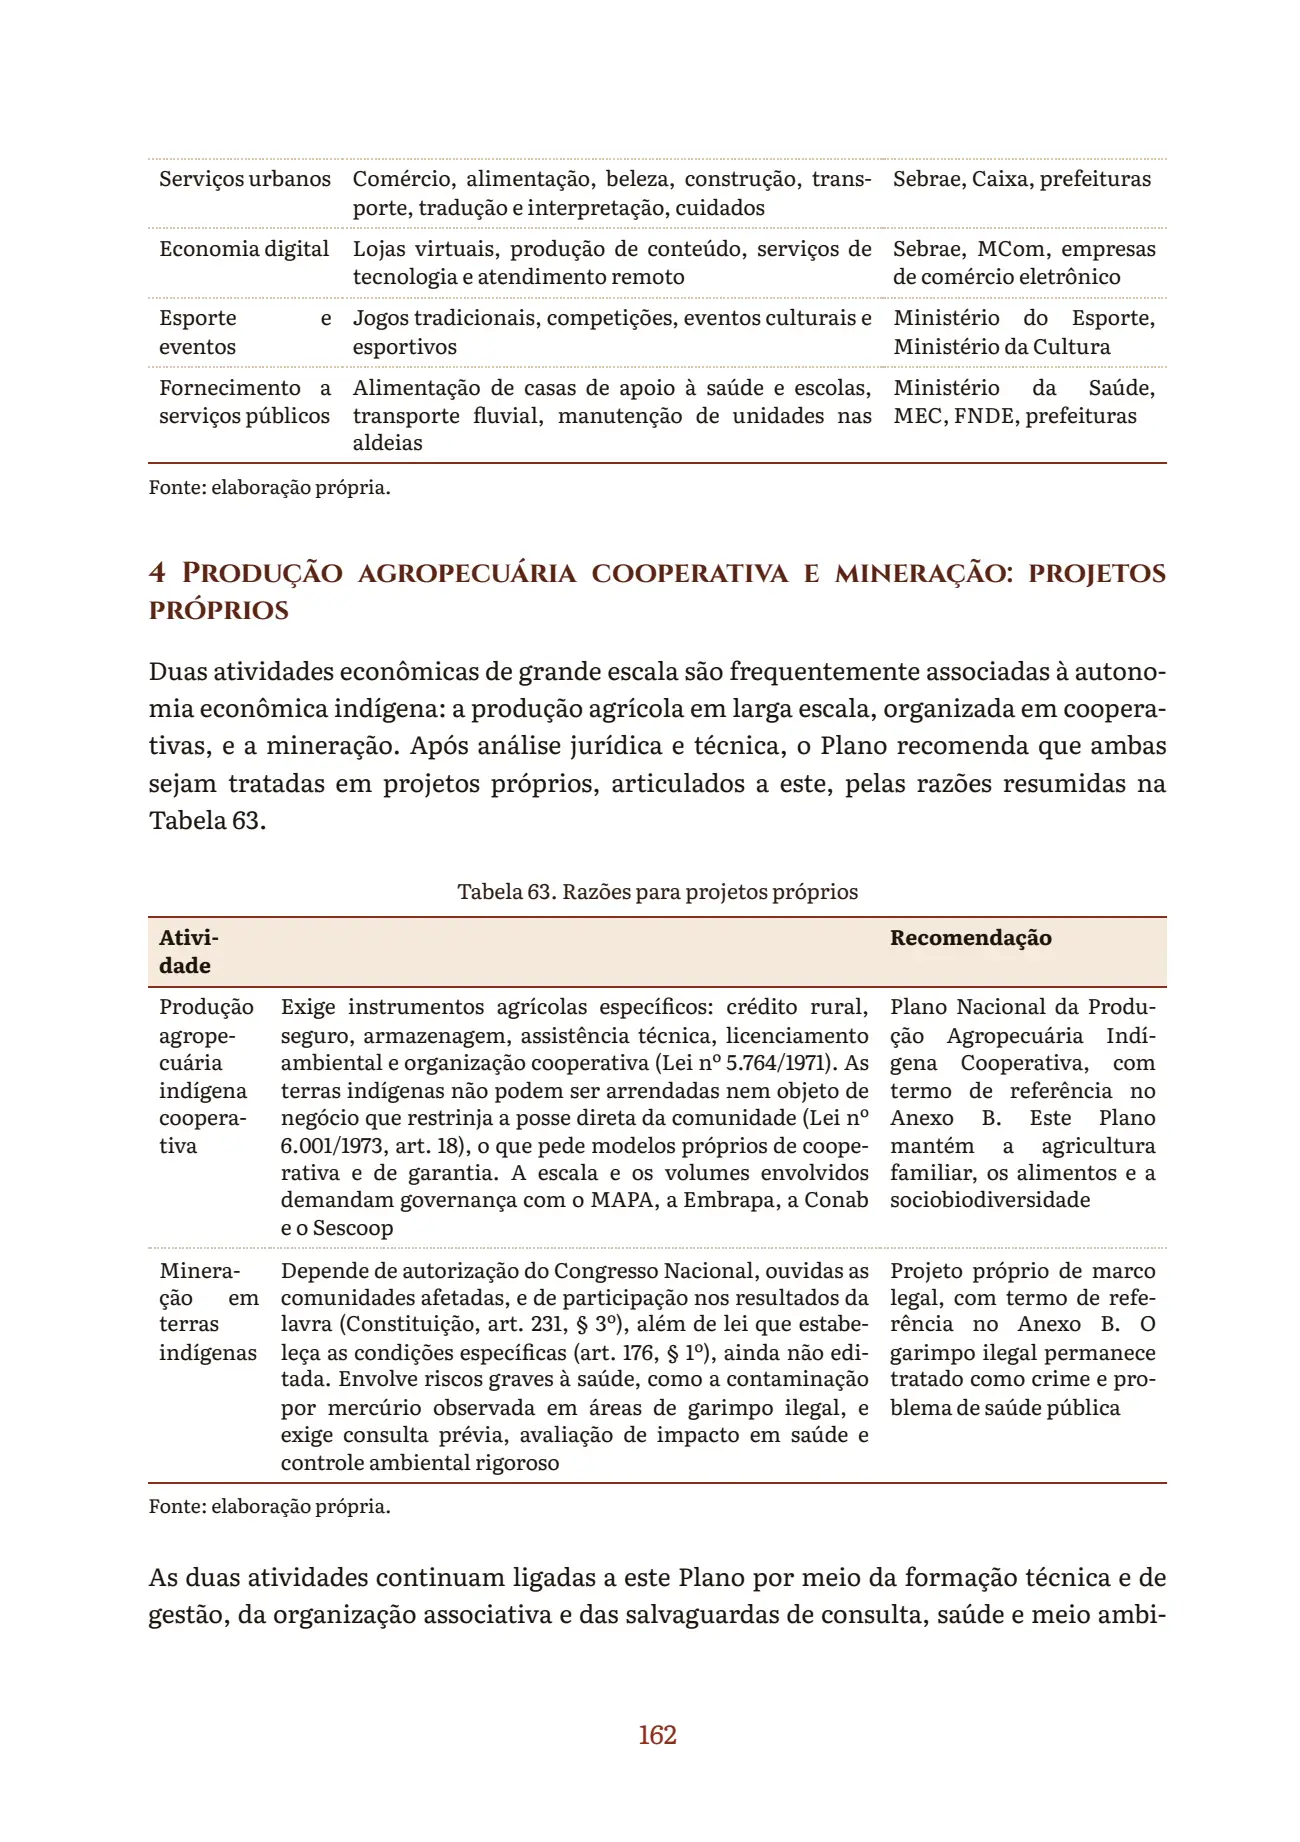 Serviços urbanos Comércio, alimentação, beleza, construção, trans- Sebrae, Caixa, prefeituras
porte, tradução e interpretação, cuidados
Economia digital Lojas virtuais, produção de conteúdo, serviços de Sebrae, MCom, empresas
tecnologia e atendimento remoto de comércio eletrônico
Esporte e Jogos tradicionais, competições, eventos culturais e Ministério do Esporte,
eventos esportivos Ministério da Cultura
Fornecimento a Alimentação de casas de apoio à saúde e escolas, Ministério da Saúde,
serviços públicos transporte fluvial, manutenção de unidades nas MEC, FNDE, prefeituras
aldeias
Fonte: elaboração própria.
4 Produção agropecuária cooperativa e mineração: projetos
próprios
Duas atividades econômicas de grande escala são frequentemente associadas à autono-
mia econômica indígena: a produção agrícola em larga escala, organizada em coopera-
tivas, e a mineração. Após análise jurídica e técnica, o Plano recomenda que ambas
sejam tratadas em projetos próprios, articulados a este, pelas razões resumidas na
Tabela 63.
Tabela 63. Razões para projetos próprios
Ativi- Recomendação
dade
Produção Exige instrumentos agrícolas específicos: crédito rural, Plano Nacional da Produ-
agrope- seguro, armazenagem, assistência técnica, licenciamento ção Agropecuária Indí-
cuária ambiental e organização cooperativa (Lei nº 5.764/1971). As gena Cooperativa, com
indígena terras indígenas não podem ser arrendadas nem objeto de termo de referência no
coopera- negócio que restrinja a posse direta da comunidade (Lei nº Anexo B. Este Plano
tiva 6.001/1973, art. 18), o que pede modelos próprios de coope- mantém a agricultura
rativa e de garantia. A escala e os volumes envolvidos familiar, os alimentos e a
demandam governança com o MAPA, a Embrapa, a Conab sociobiodiversidade
e o Sescoop
Minera- Depende de autorização do Congresso Nacional, ouvidas as Projeto próprio de marco
ção em comunidades afetadas, e de participação nos resultados da legal, com termo de refe-
terras lavra (Constituição, art. 231, § 3º), além de lei que estabe- rência no Anexo B. O
indígenas leça as condições específicas (art. 176, § 1º), ainda não edi- garimpo ilegal permanece
tada. Envolve riscos graves à saúde, como a contaminação tratado como crime e pro-
por mercúrio observada em áreas de garimpo ilegal, e blema de saúde pública
exige consulta prévia, avaliação de impacto em saúde e
controle ambiental rigoroso
Fonte: elaboração própria.
As duas atividades continuam ligadas a este Plano por meio da formação técnica e de
gestão, da organização associativa e das salvaguardas de consulta, saúde e meio ambi-
162